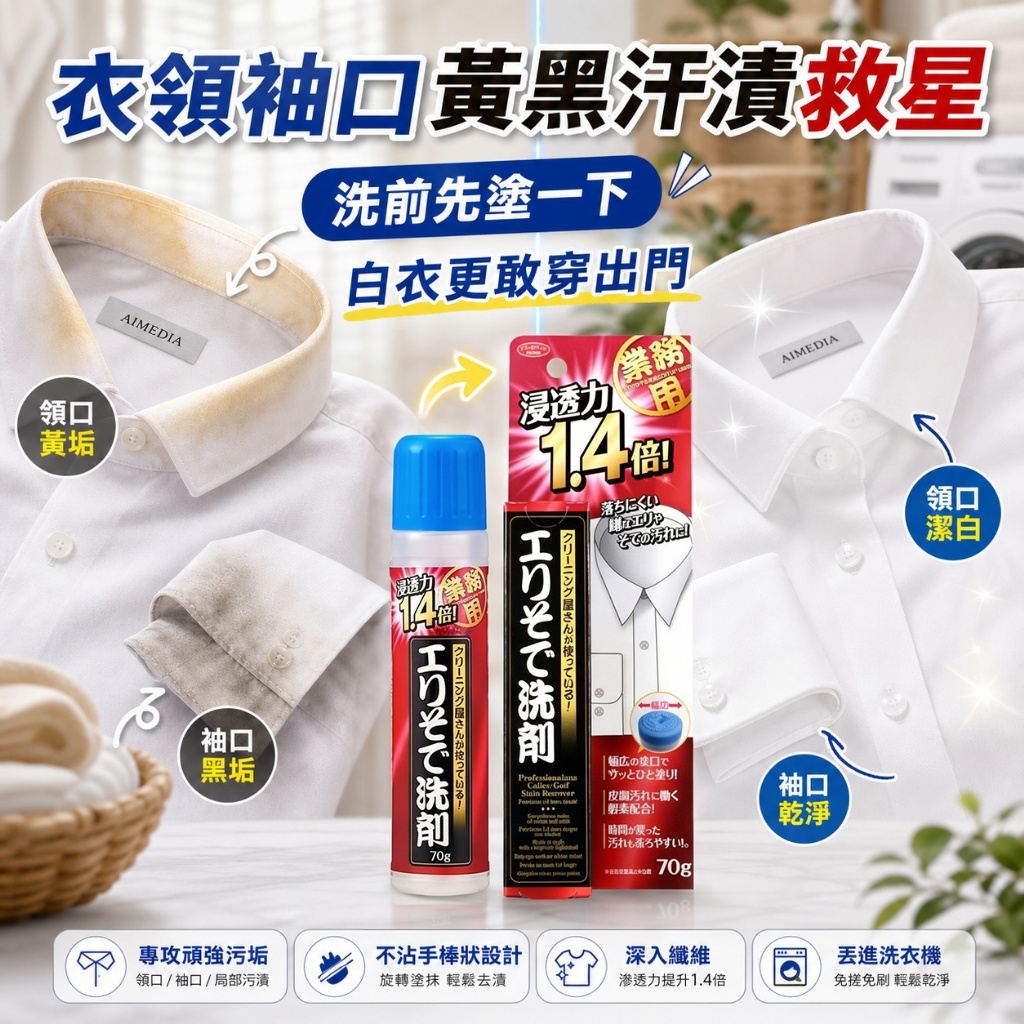 衣領袖口 黃黑汗漬救星
洗前先塗一下
白衣更敢穿出門
AIMEDIA
AIMEDIA
領口
黃垢
袖口
黑垢
領口
潔白
袖口
乾淨
浸透力
1.4倍!
業務用
エリそで洗剤
クリーニング屋さんが使っている!
70g
業務用
浸透力
1.4倍!
落ちにくい
嫌なエリや
そでの汚れに!
エリそで洗剤
クリーニング屋さんが使っている!
Stain Remover
幅広の塗口で
サッとひと塗り!
皮脂汚れに働く
酵素配合!
時間が戻った
汚れも落ちやすい!
70g
專攻頑強污垢
領口/袖口/局部污漬
不沾手棒狀設計
旋轉塗抹 輕鬆去漬
深入纖維
滲透力提升1.4倍
丟進洗衣機
免搓免刷 輕鬆乾淨